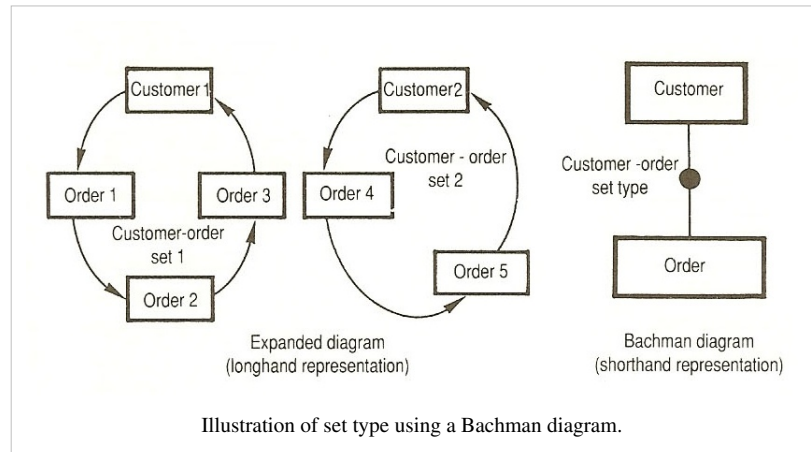 Customer 1
Order 1
Order 3
Customer-order
set 1
Order 2
Customer2
Order 4
Customer - order
set 2
Order 5
Expanded diagram
(longhand representation)
Customer
Customer -order
set type
Order
Bachman diagram
(shorthand representation)
Illustration of set type using a Bachman diagram.